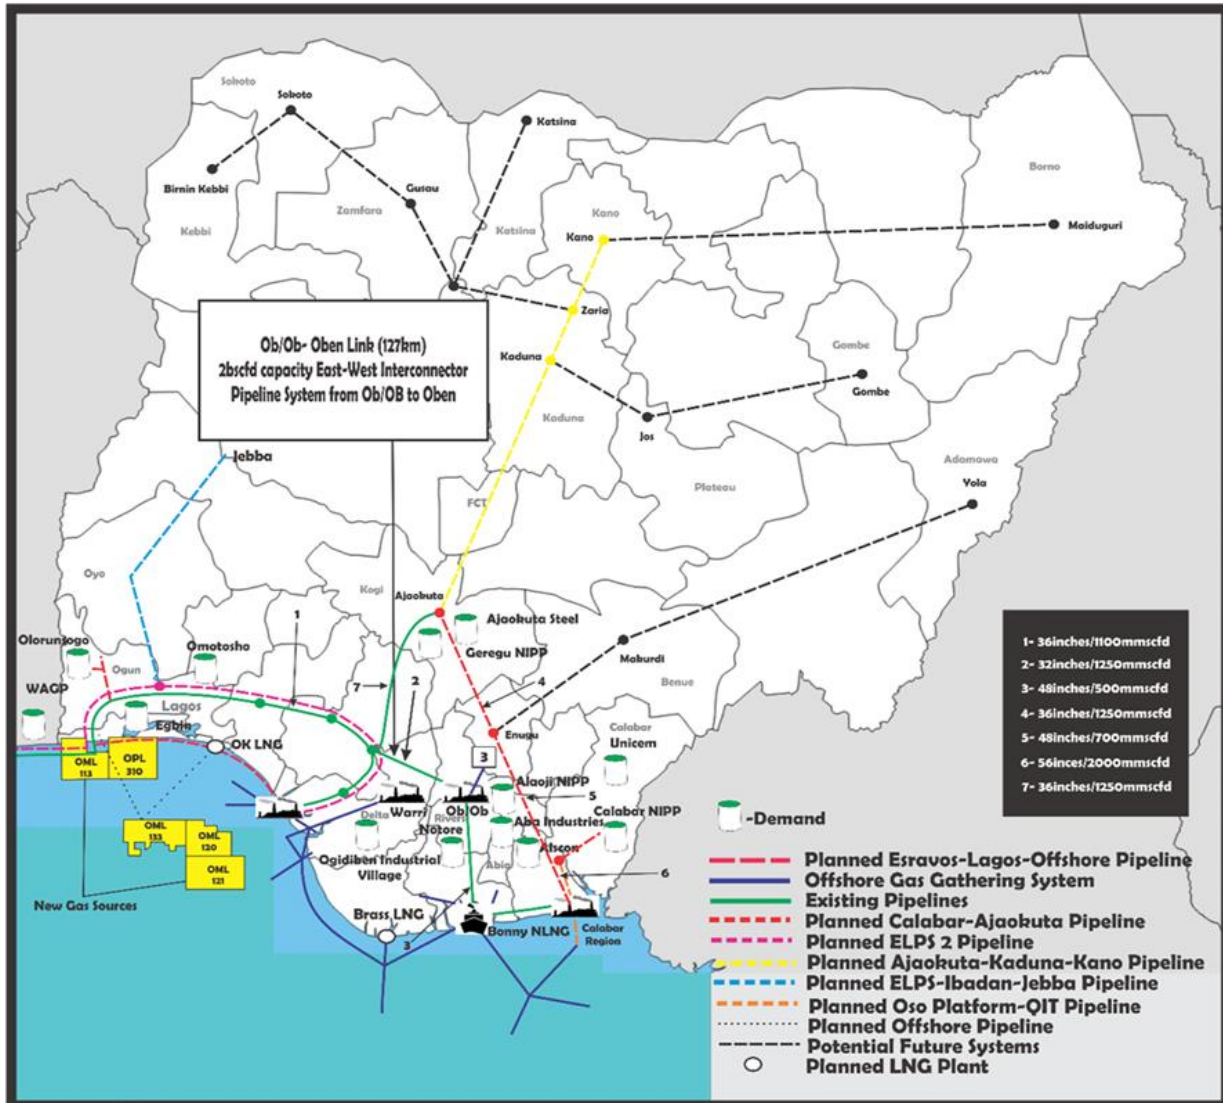 Sokoto
Sokoto
Katsina
Birnin Kebbi
Gusau
Borno
Zamfara
Kano
Kebbi
Katsina
Kano
Maiduguri
Zaria
Ob/Ob- Oben Link (127km)
2bscfd capacity East-West Interconnector
Pipeline System from Ob/OB to Oben
Kaduna
Gombe
Gombe
Kaduna
Jos
Jebba
Adamawa
Yola
Plateau
FCT
Oyo
Kogi
Ajaokuta
1
Ajaokuta Steel
Olorunsogo
Omotosho
Geregu NIPP
Makurdi
Ogun
WAGP
7
2
4
Benue
Lagos
Egbin
Enugu
Calabar
OK LNG
Unicem
OML
113
OPL
310
3
Alaoji NIPP
5
Calabar NIPP
Warri
Ob/Ob
Delta
Rivers
Notore
Aba Industries
OML
133
OML
120
Alscon
Ogidiben Industrial
Village
Abia
OML
121
6
New Gas Sources
Brass LNG
3
Bonny NLNG
Calabar
Region
1- 36inches/1100mmscfd
2- 32inches/1250mmscfd
3- 48inches/500mmscfd
4- 36inches/1250mmscfd
5- 48inches/700mmscfd
6- 56inces/2000mmscfd
7- 36inches/1250mmscfd
-Demand
Planned Esravos-Lagos-Offshore Pipeline
Offshore Gas Gathering System
Existing Pipelines
Planned Calabar-Ajaokuta Pipeline
Planned ELPS 2 Pipeline
Planned Ajaokuta-Kaduna-Kano Pipeline
Planned ELPS-Ibadan-Jebba Pipeline
Planned Oso Platform-QIT Pipeline
Planned Offshore Pipeline
Potential Future Systems
Planned LNG Plant